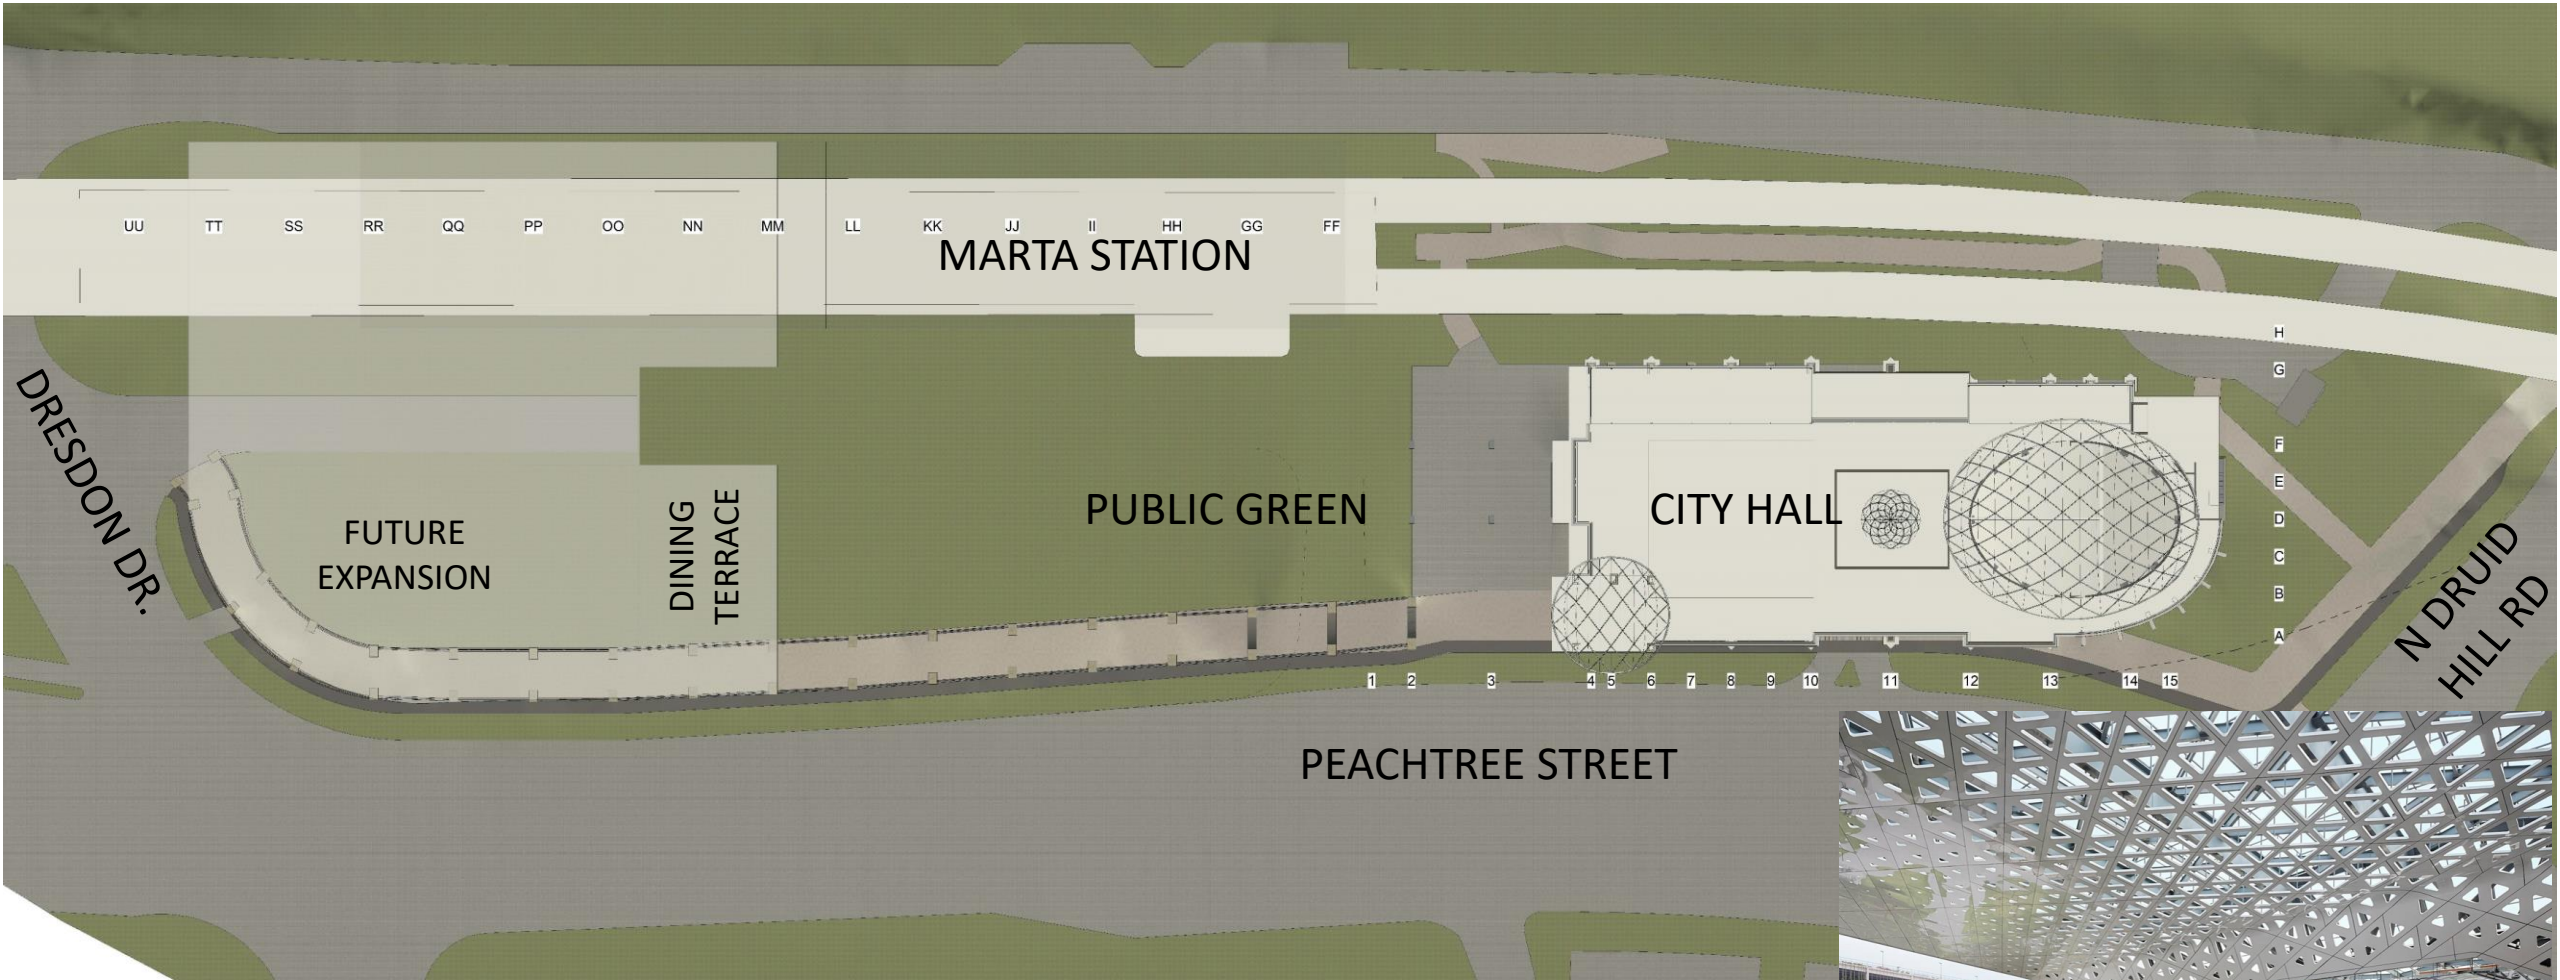 UU TT SS RR QQ PP OO NN MM LL KK JJ II HH GG FF
MARTA STATION
H
G
F
E
D
C
B
A
DRESDON DR.
FUTURE
EXPANSION
DINING
TERRACE
PUBLIC GREEN
CITY HALL
N DRUID
HILL RD
1 2 3 4 5 6 7 8 9 10 11 12 13 14 15
PEACHTREE STREET